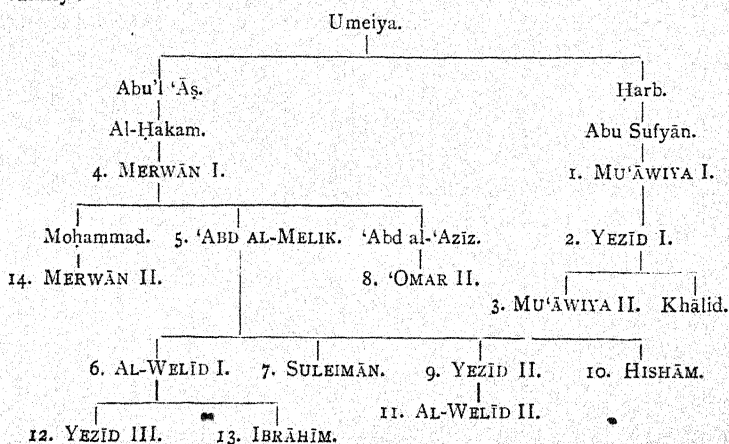 Umeiya.
Abu'l ‘Āṣ. Ḥarb.
Al-Ḥakam. Abu Sufyān.
4. MERWĀN I. 1. MU‘ĀWIYA I.
Moḥammad. 5. ‘ABD AL-MELIK. ‘Abd al-‘Azīz. 2. YEZĪD I.
14. MERWĀN II. 8. ‘OMAR II.
3. MU‘ĀWIYA II. Khālid.
6. AL-WELĪD I. 7. SULEIMĀN. 9. YEZĪD II. 10. HISHĀM.
11. AL-WELĪD II.
12. YEZĪD III. 13. IBRĀHĪM.